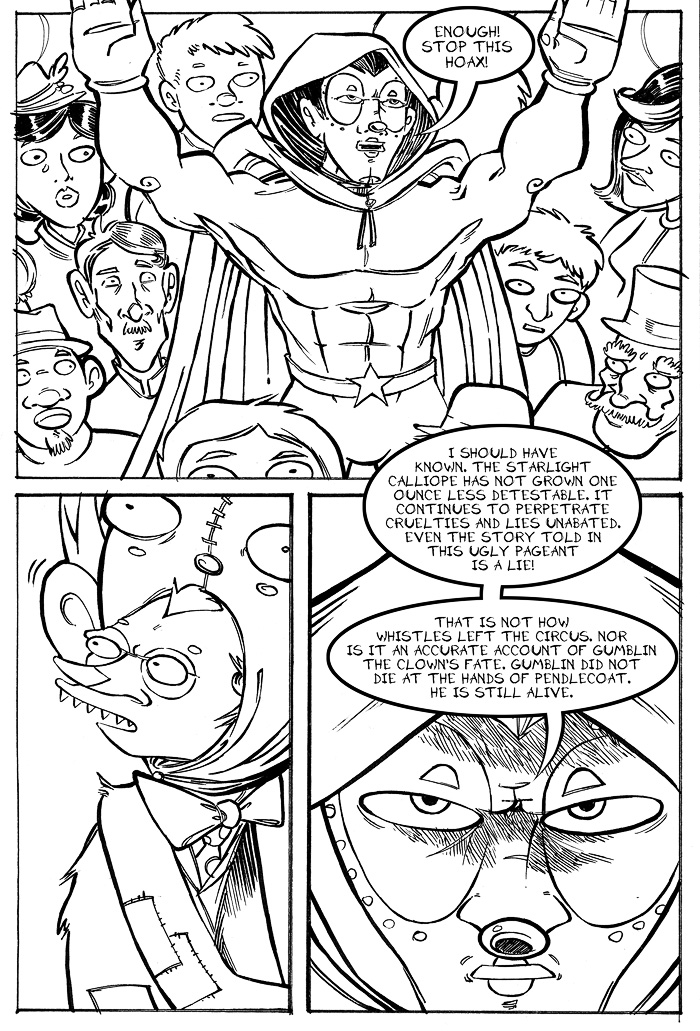 ENOUGH!
STOP THIS
HOAX!
I SHOULD HAVE
KNOWN. THE STARLIGHT
CALLIOPE HAS NOT GROWN ONE
OUNCE LESS DETESTABLE. IT
CONTINUES TO PERPETRATE
CRUELTIES AND LIES UNABATED.
EVEN THE STORY TOLD IN
THIS UGLY PAGEANT
IS A LIE!
THAT IS NOT HOW
WHISTLES LEFT THE CIRCUS. NOR
IS IT AN ACCURATE ACCOUNT OF GUMBLIN
THE CLOWN'S FATE. GUMBLIN DID NOT
DIE AT THE HANDS OF PENDLECOAT.
HE IS STILL ALIVE.